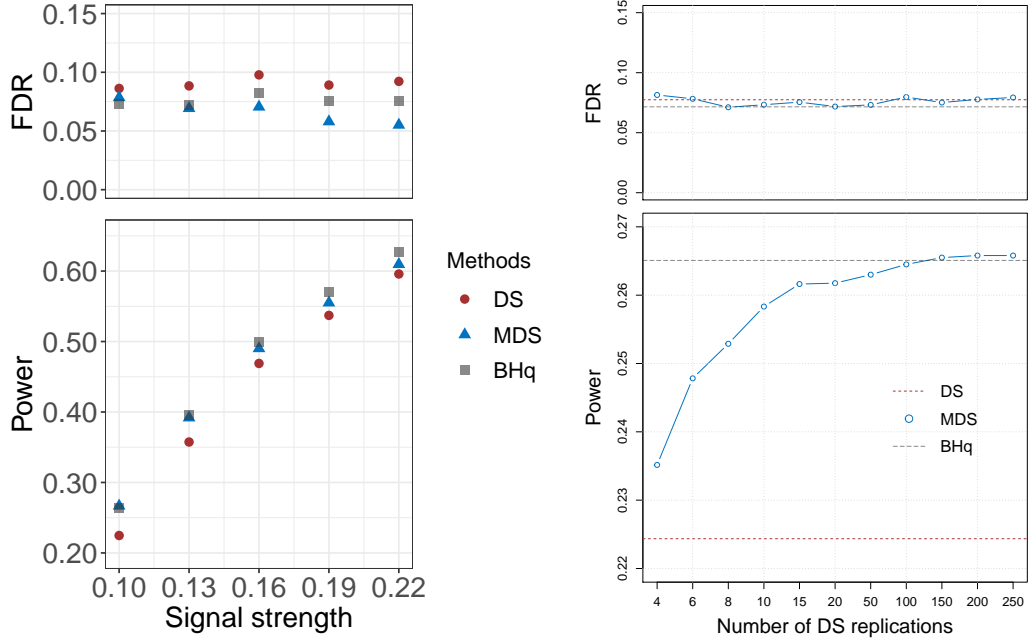 FDR
0.15
0.10
0.05
0.00
Power
0.60
0.50
0.40
0.30
0.20
0.10 0.13 0.16 0.19 0.22
Signal strength
Methods
DS
MDS
BHq
FDR
0.15
0.10
0.05
0.00
Power
0.27
0.26
0.25
0.24
0.23
0.22
DS
MDS
BHq
4 6 8 10 15 20 50 100 150 200 250
Number of DS replications